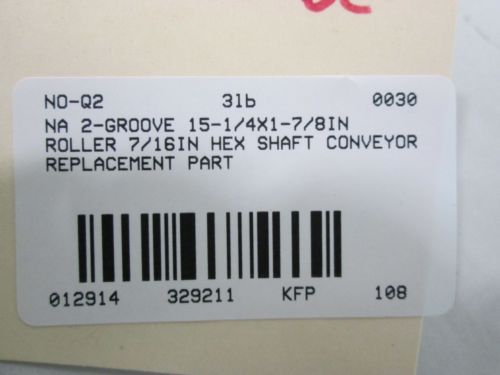 NO-Q2 3lb 0030
NA 2-GROOVE 15-1/4X1-7/8IN
ROLLER 7/16IN HEX SHAFT CONVEYOR
REPLACEMENT PART
012914 329211 KFP 108